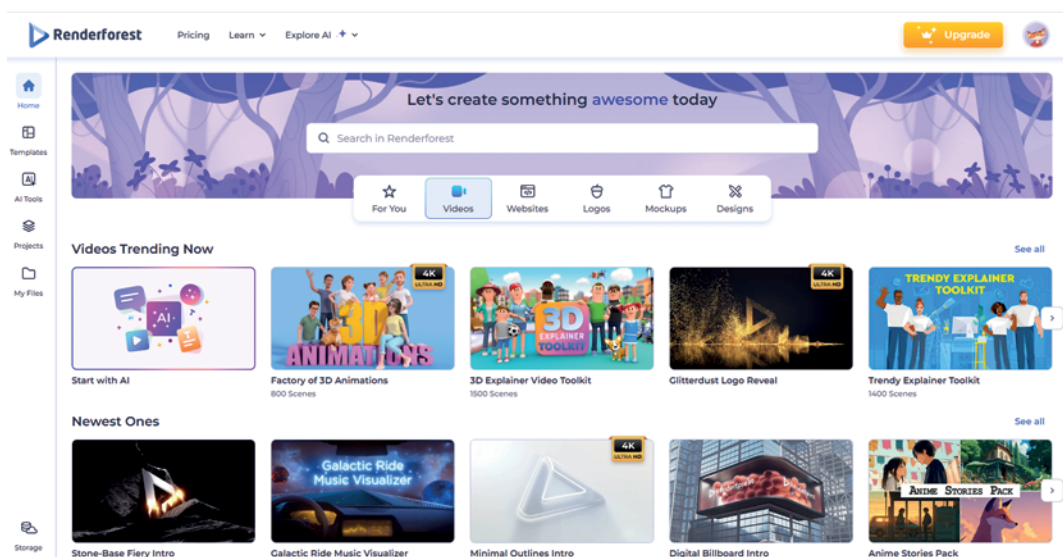 Renderforest
Pricing
Learn
Explore AI
Upgrade
Home
Templates
AI Tools
Projects
My Files
Storage
Let's create something awesome today
Search in Renderforest
For You
Videos
Websites
Logos
Mockups
Designs
Videos Trending Now
See all
AI
3D
ANIMATIONS
4K
ULTRA HD
3D
EXPLAINER
TOOLKIT
4K
ULTRA HD
TRENDY EXPLAINER
TOOLKIT
Start with AI
Factory of 3D Animations
800 Scenes
3D Explainer Video Toolkit
1500 Scenes
Glitterdust Logo Reveal
Trendy Explainer Toolkit
1400 Scenes
Newest Ones
See all
Galactic Ride
Music Visualizer
4K
ULTRA HD
ANIME STORIES PACK
Stone-Base Fiery Intro
Galactic Ride Music Visualizer
Minimal Outlines Intro
Digital Billboard Intro
Anime Stories Pack